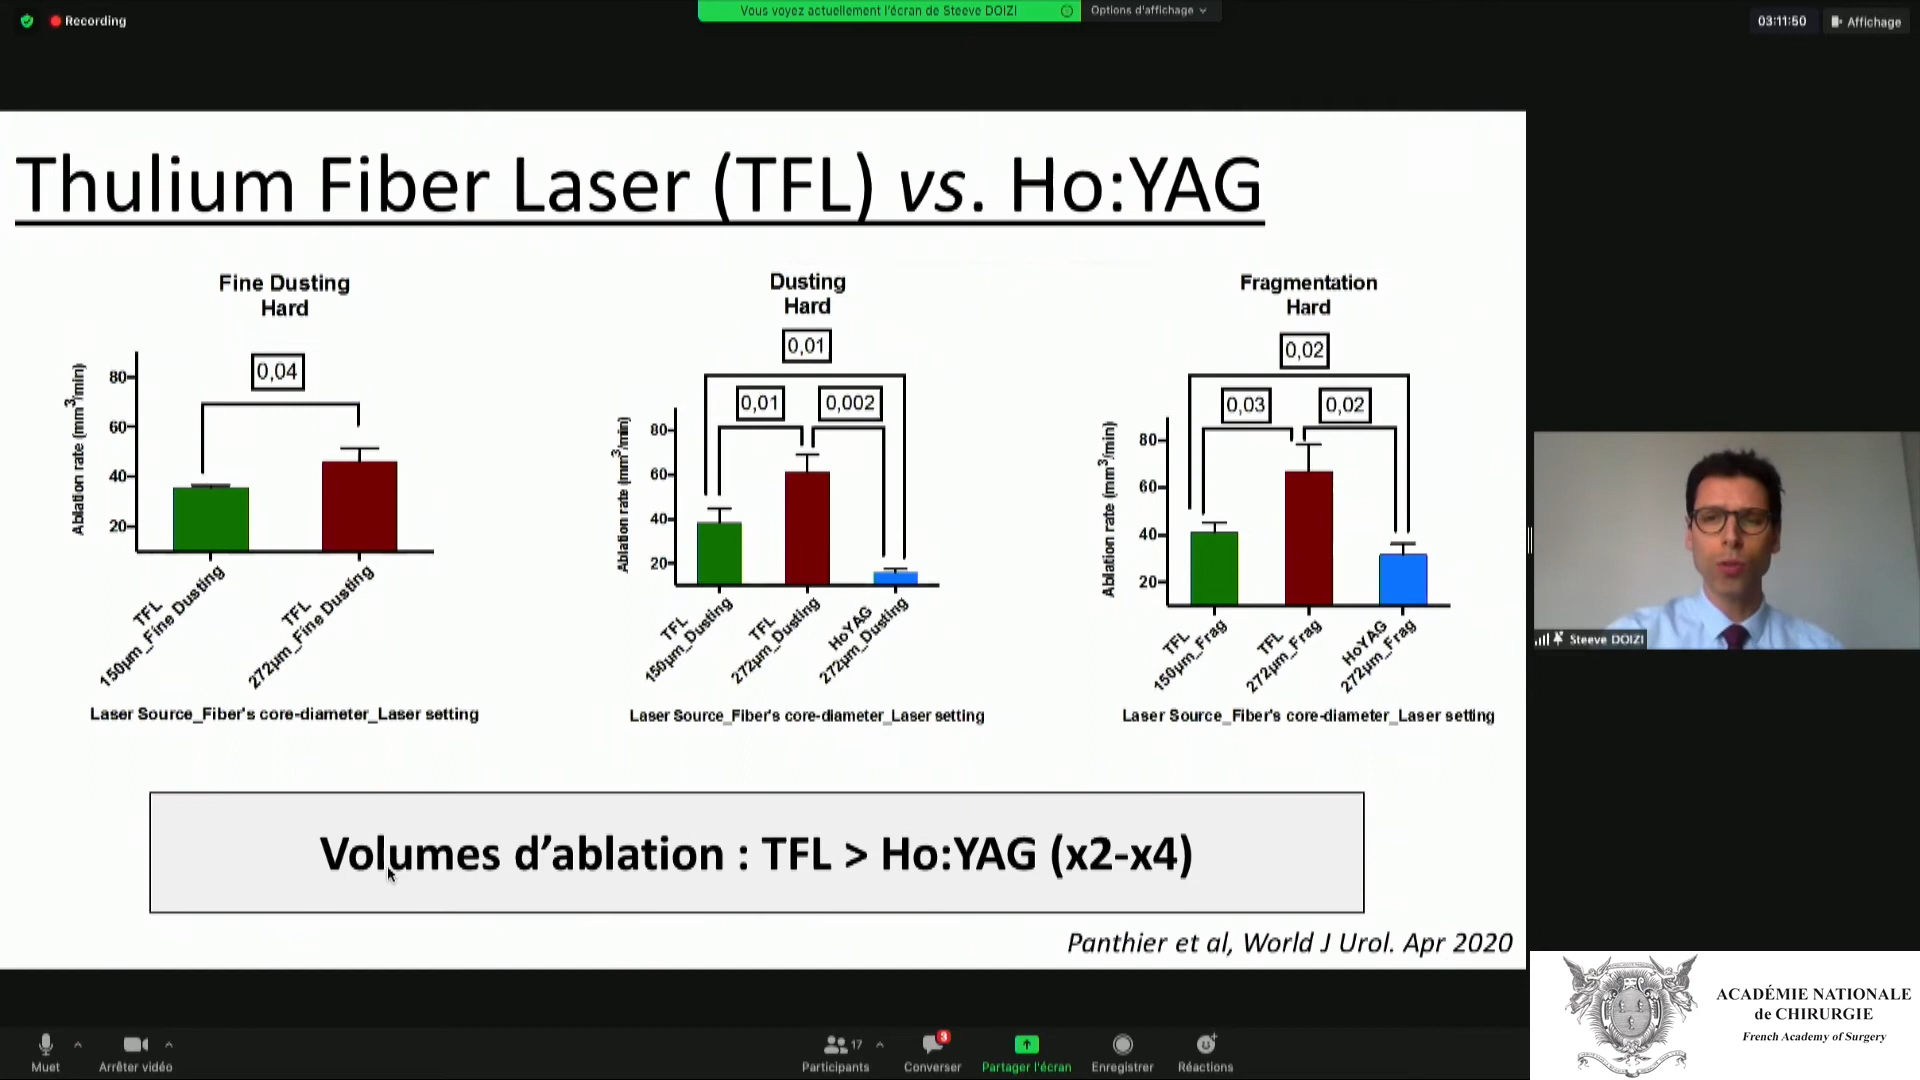 Recording
Vous voyez actuellement l'écran de Steeve DOIZI
Options d'affichage
03:11:50
Affichage
Thulium Fiber Laser (TFL) vs. Ho:YAG
Fine Dusting
Hard
0,04
Ablation rate (mm3/min)
80
60
40
20
TFL
150µm_Fine Dusting
TFL
272µm_Fine Dusting
Laser Source_Fiber's core-diameter_Laser setting
Dusting
Hard
0,01
0,01
0,002
Ablation rate (mm3/min)
80
60
40
20
TFL
150µm_Dusting
TFL
272µm_Dusting
HoYAG
272µm_Dusting
Laser Source_Fiber's core-diameter_Laser setting
Fragmentation
Hard
0,02
0,03
0,02
Ablation rate (mm3/min)
80
60
40
20
TFL
150µm_Frag
TFL
272µm_Frag
HoYAG
272µm_Frag
Laser Source_Fiber's core-diameter_Laser setting
Volumes d'ablation : TFL > Ho:YAG (x2-x4)
Panthier et al, World J Urol. Apr 2020
Steeve DOIZI
ACADÉMIE NATIONALE
de CHIRURGIE
French Academy of Surgery
Muet
Arrêter vidéo
17
Participants
3
Converser
Partager l'écran
Enregistrer
Réactions